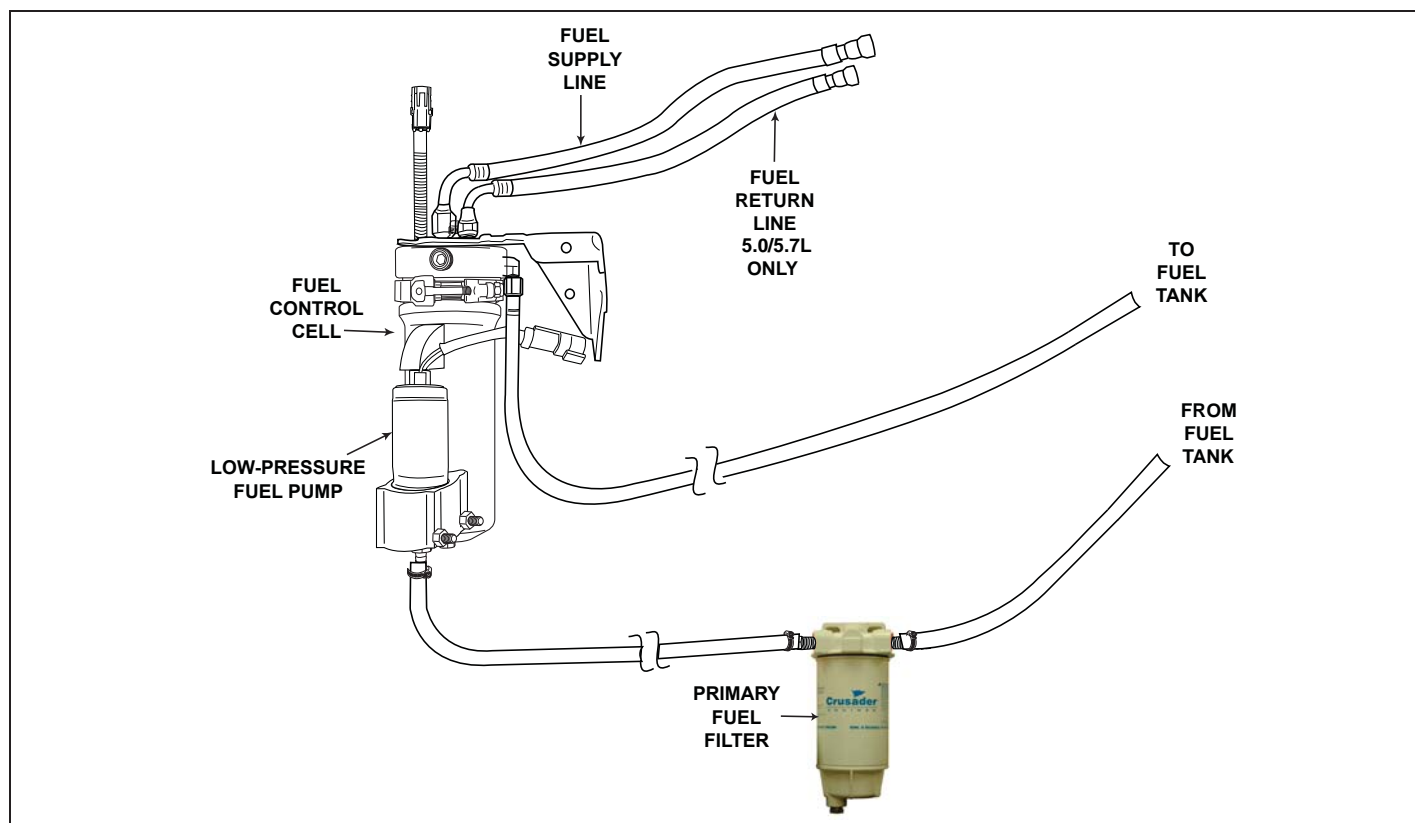 FUEL
SUPPLY
LINE
FUEL
RETURN
LINE
5.0/5.7L
ONLY
TO
FUEL
TANK
FUEL
CONTROL
CELL
FROM
FUEL
TANK
LOW-PRESSURE
FUEL PUMP
PRIMARY
FUEL
FILTER
Crusader
ENGINES